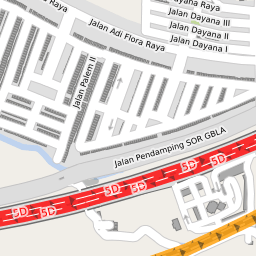 ayana Raya
Jalan Dayana III
Jalan Dayana II
Jalan Dayana I
Jalan Adi Flora Raya
Raya
Jalan Palem II
Jalan Pendamping SOR GBLA
5D
5D
5D
5D
5D
5D